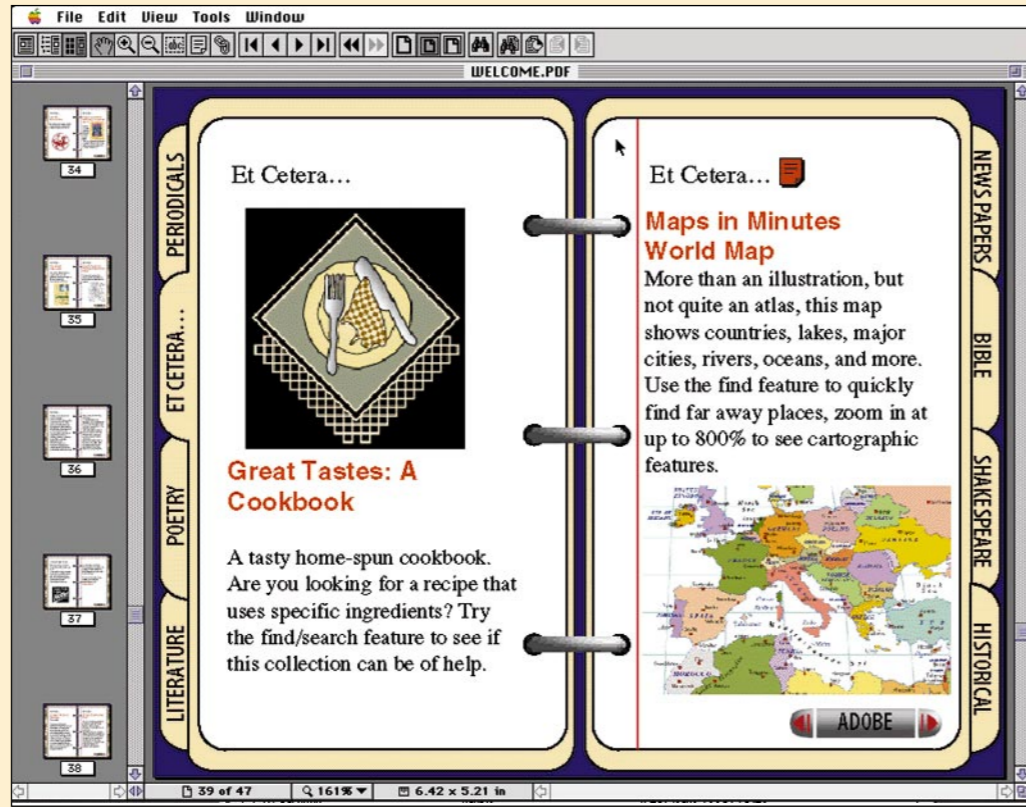 File Edit View Tools Window
abc
WELCOME.PDF
34
35
36
37
38
PERIODICALS
ET CETERA...
POETRY
LITERATURE
Et Cetera...
Great Tastes: A
Cookbook
A tasty home-spun cookbook.
Are you looking for a recipe that
uses specific ingredients? Try
the find/search feature to see if
this collection can be of help.
Et Cetera...
Maps in Minutes
World Map
More than an illustration, but
not quite an atlas, this map
shows countries, lakes, major
cities, rivers, oceans, and more.
Use the find feature to quickly
find far away places, zoom in at
up to 800% to see cartographic
features.
ADOBE
NEWS PAPERS
BIBLE
SHAKESPEARE
HISTORICAL
39 of 47
161%
6.42 x 5.21 in